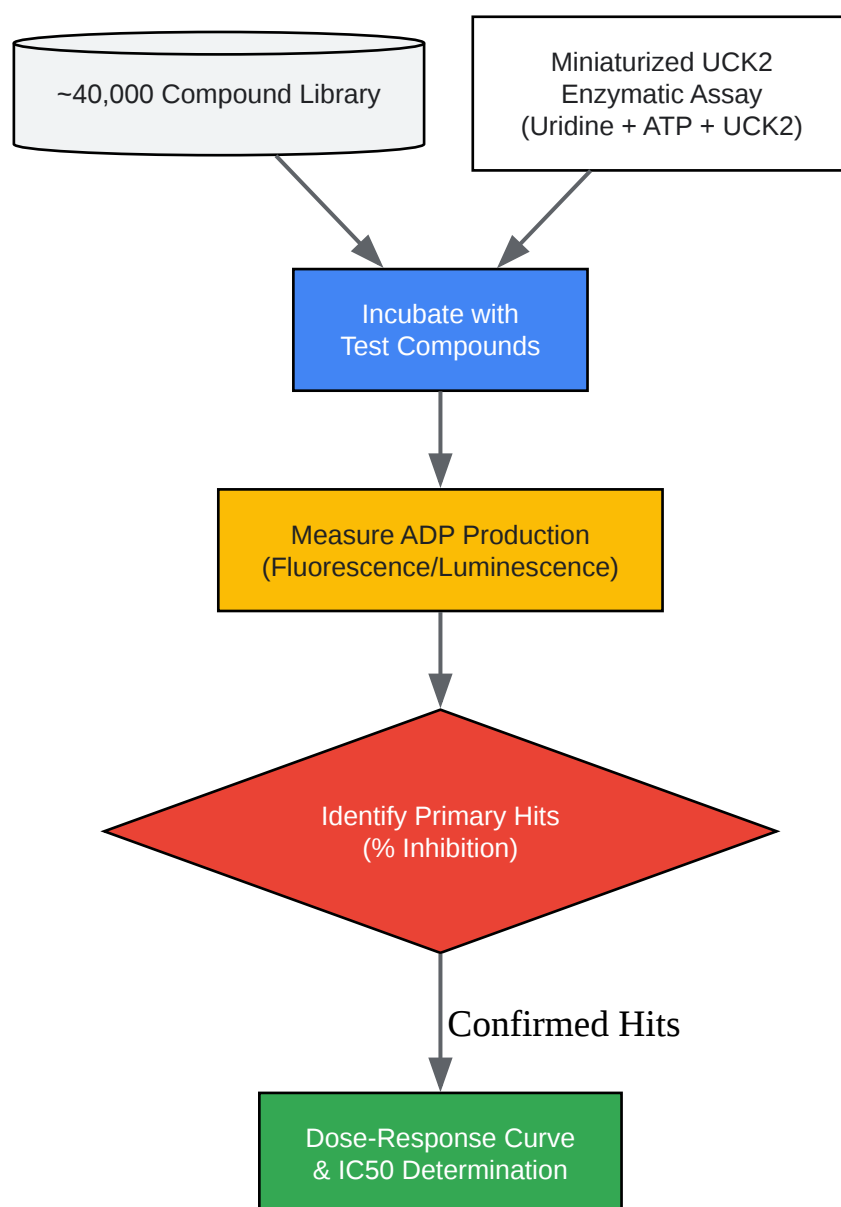 ~40,000 Compound Library
Miniaturized UCK2
Enzymatic Assay
(Uridine + ATP + UCK2)
Incubate with
Test Compounds
Measure ADP Production
(Fluorescence/Luminescence)
Identify Primary Hits
(% Inhibition)
Confirmed Hits
Dose-Response Curve
& IC50 Determination